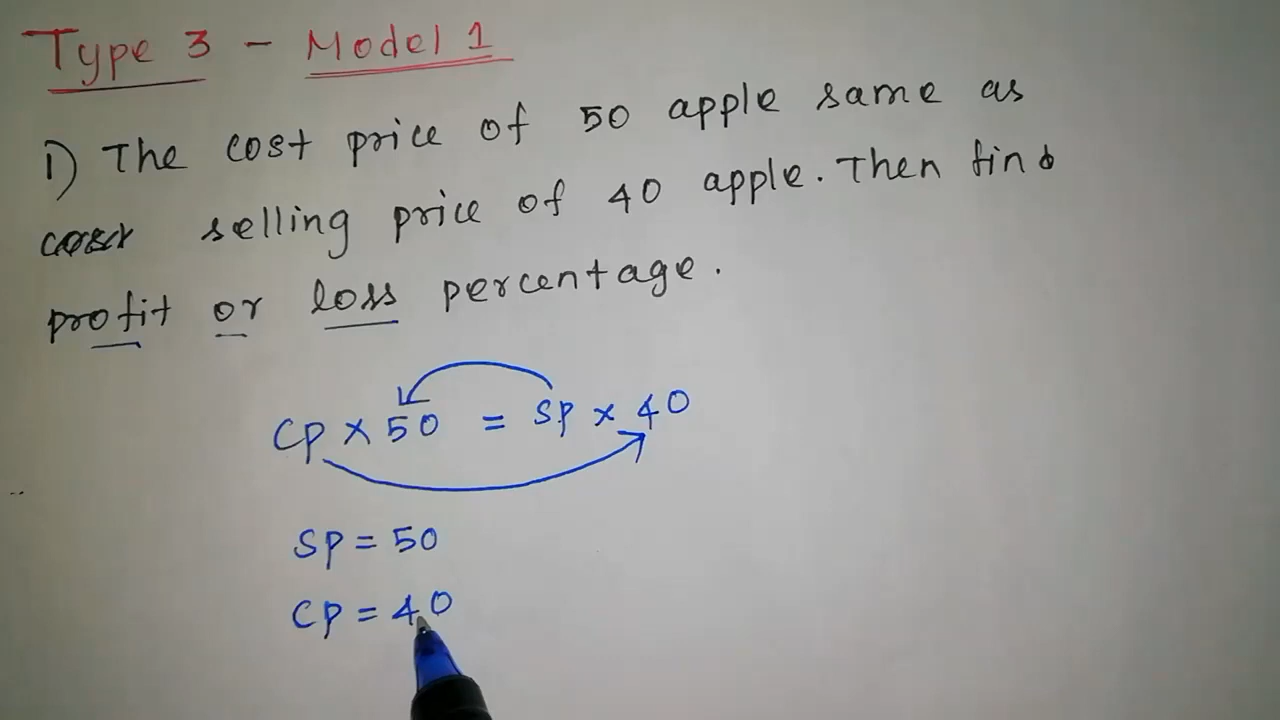 Type 3 - Model 1
1) The cost price of 50 apple same as
selling price of 40 apple. Then find
profit or loss percentage.
CP × 50 = SP × 40
SP = 50
CP = 40